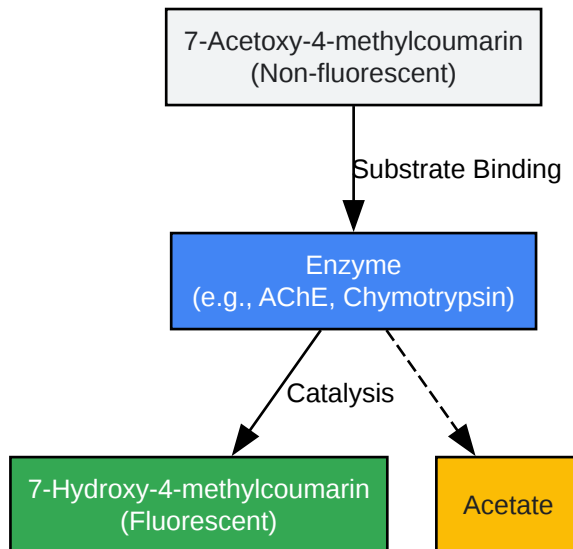 7-Acetoxy-4-methylcoumarin
(Non-fluorescent)
Substrate Binding
Enzyme
(e.g., AChE, Chymotrypsin)
Catalysis
7-Hydroxy-4-methylcoumarin
(Fluorescent)
Acetate